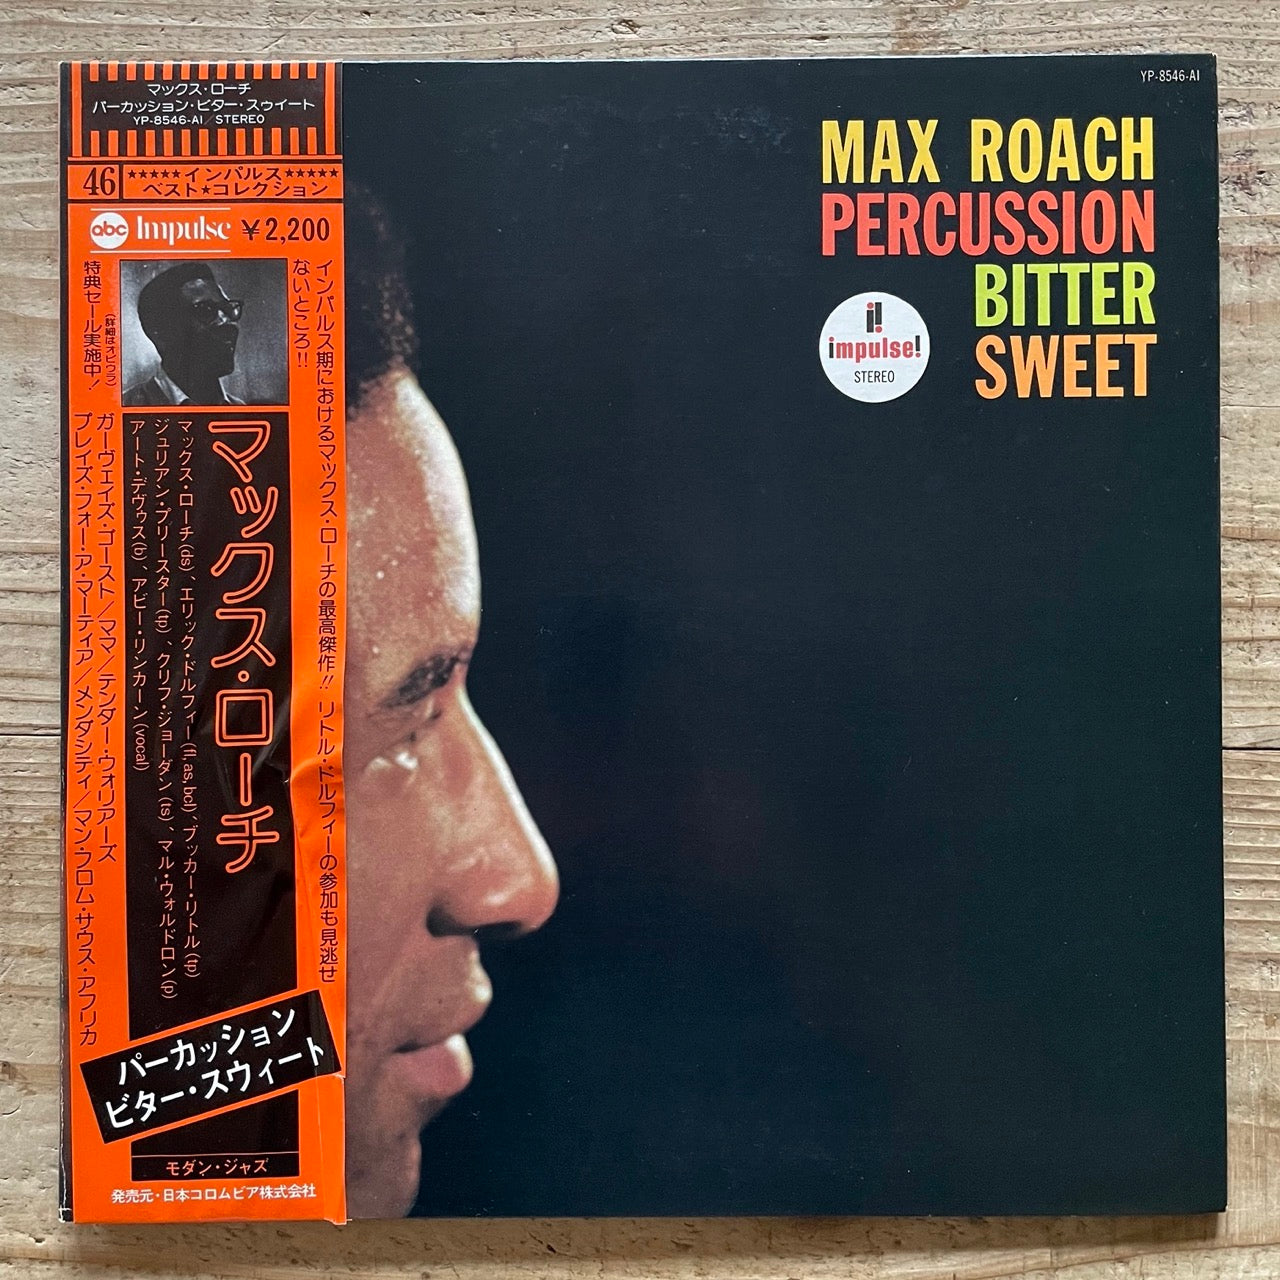 マックス・ローチ
パーカッション・ビター・スウィート
YP-8546-AI／STEREO
46
★★★★★インパルス★★★★★
ベスト★コレクション
abc Impulse ¥2,200
インパルス期におけるマックス・ローチの最高傑作!! リトル・ドルフィーの参加も見逃せ
ないところ!!
特典セール実施中！
(詳細はオビウラ)
マックス・ローチ
マックス・ローチ(ds)、エリック・ドルフィー(fl,as,bcl)、ブッカー・リトル(tp)
ジュリアン・プリースター(tp)、クリフ・ジョーダン(ts)、マル・ウォルドロン(p)
アート・デヴィス(b)、アビー・リンカーン(vocal)
ガーヴェイズ・ゴースト／ママ／テンダー・ウォリアーズ
プレイズ・フォー・ア・マーティア／メンダシティ／マン・フロム・サウス・アフリカ
パーカッション
ビター・スウィート
モダン・ジャズ
発売元・日本コロムビア株式会社
YP-8546-AI
MAX ROACH
PERCUSSION
BITTER
SWEET
i!
impulse!
STEREO